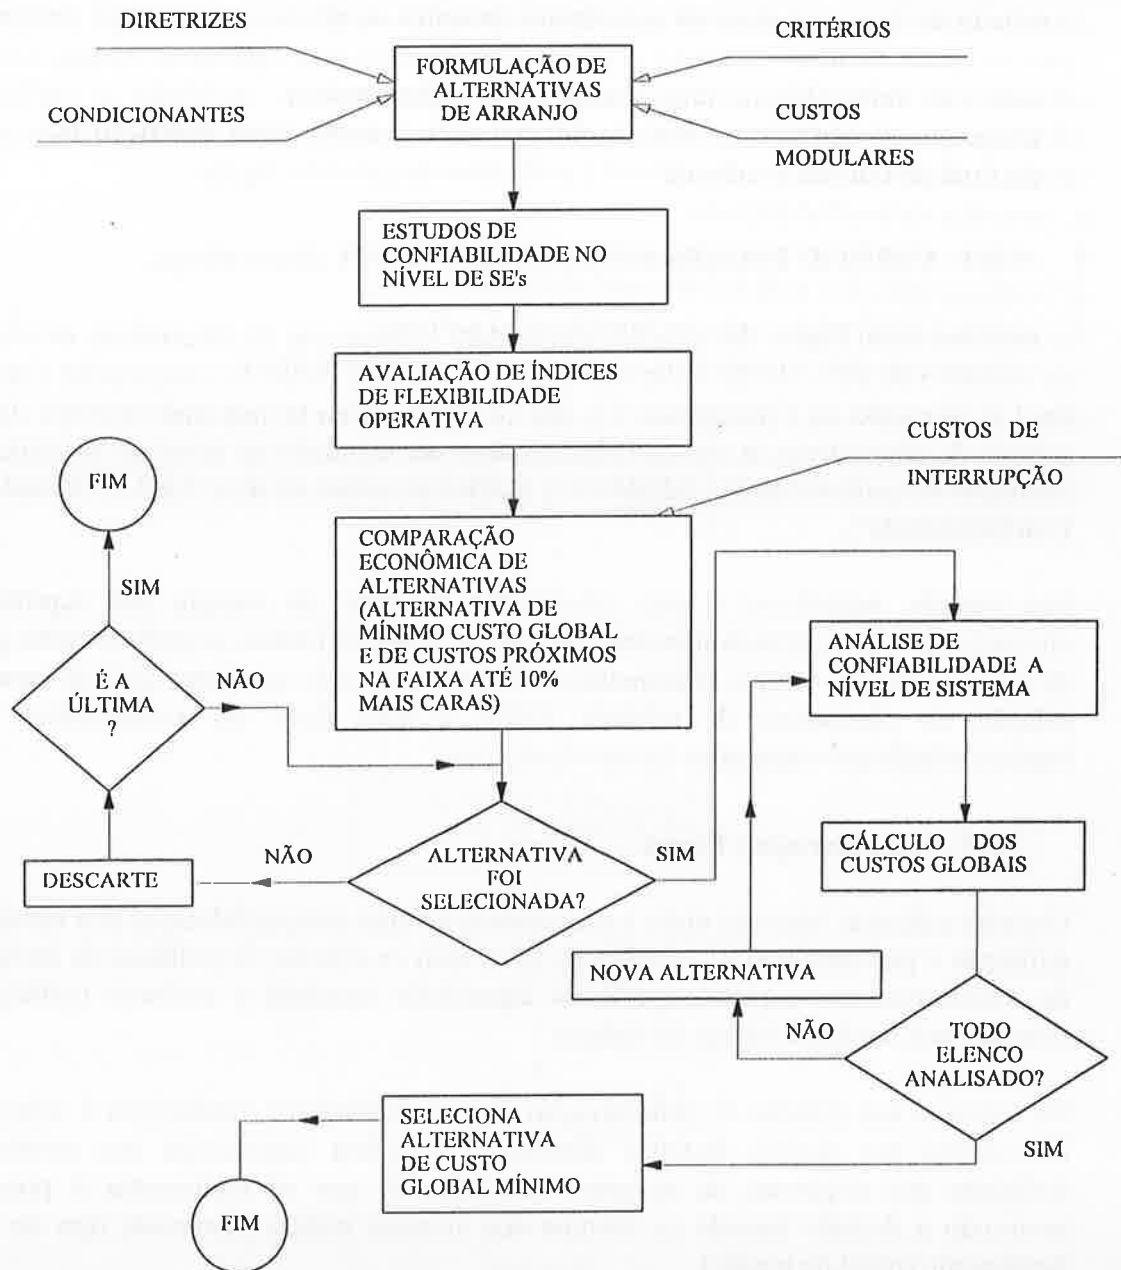 DIRETRIZES
CRITÉRIOS
FORMULAÇÃO DE
ALTERNATIVAS
DE ARRANJO
CONDICIONANTES
CUSTOS
MODULARES
ESTUDOS DE
CONFIABILIDADE NO
NÍVEL DE SE's
AVALIAÇÃO DE ÍNDICES
DE FLEXIBILIDADE
OPERATIVA
CUSTOS DE
INTERRUPÇÃO
FIM
COMPARAÇÃO
ECONÔMICA DE
ALTERNATIVAS
(ALTERNATIVA DE
MÍNIMO CUSTO GLOBAL
E DE CUSTOS PRÓXIMOS
NA FAIXA ATÉ 10%
MAIS CARAS)
SIM
ANÁLISE DE
CONFIABILIDADE A
NÍVEL DE SISTEMA
É A
ÚLTIMA
?
NÃO
CÁLCULO DOS
CUSTOS GLOBAIS
ALTERNATIVA
FOI
SELECIONADA?
NÃO
SIM
DESCARTE
NOVA ALTERNATIVA
NÃO
TODO
ELENCO
ANALISADO?
SIM
SELECIONA
ALTERNATIVA
DE CUSTO
GLOBAL MÍNIMO
FIM